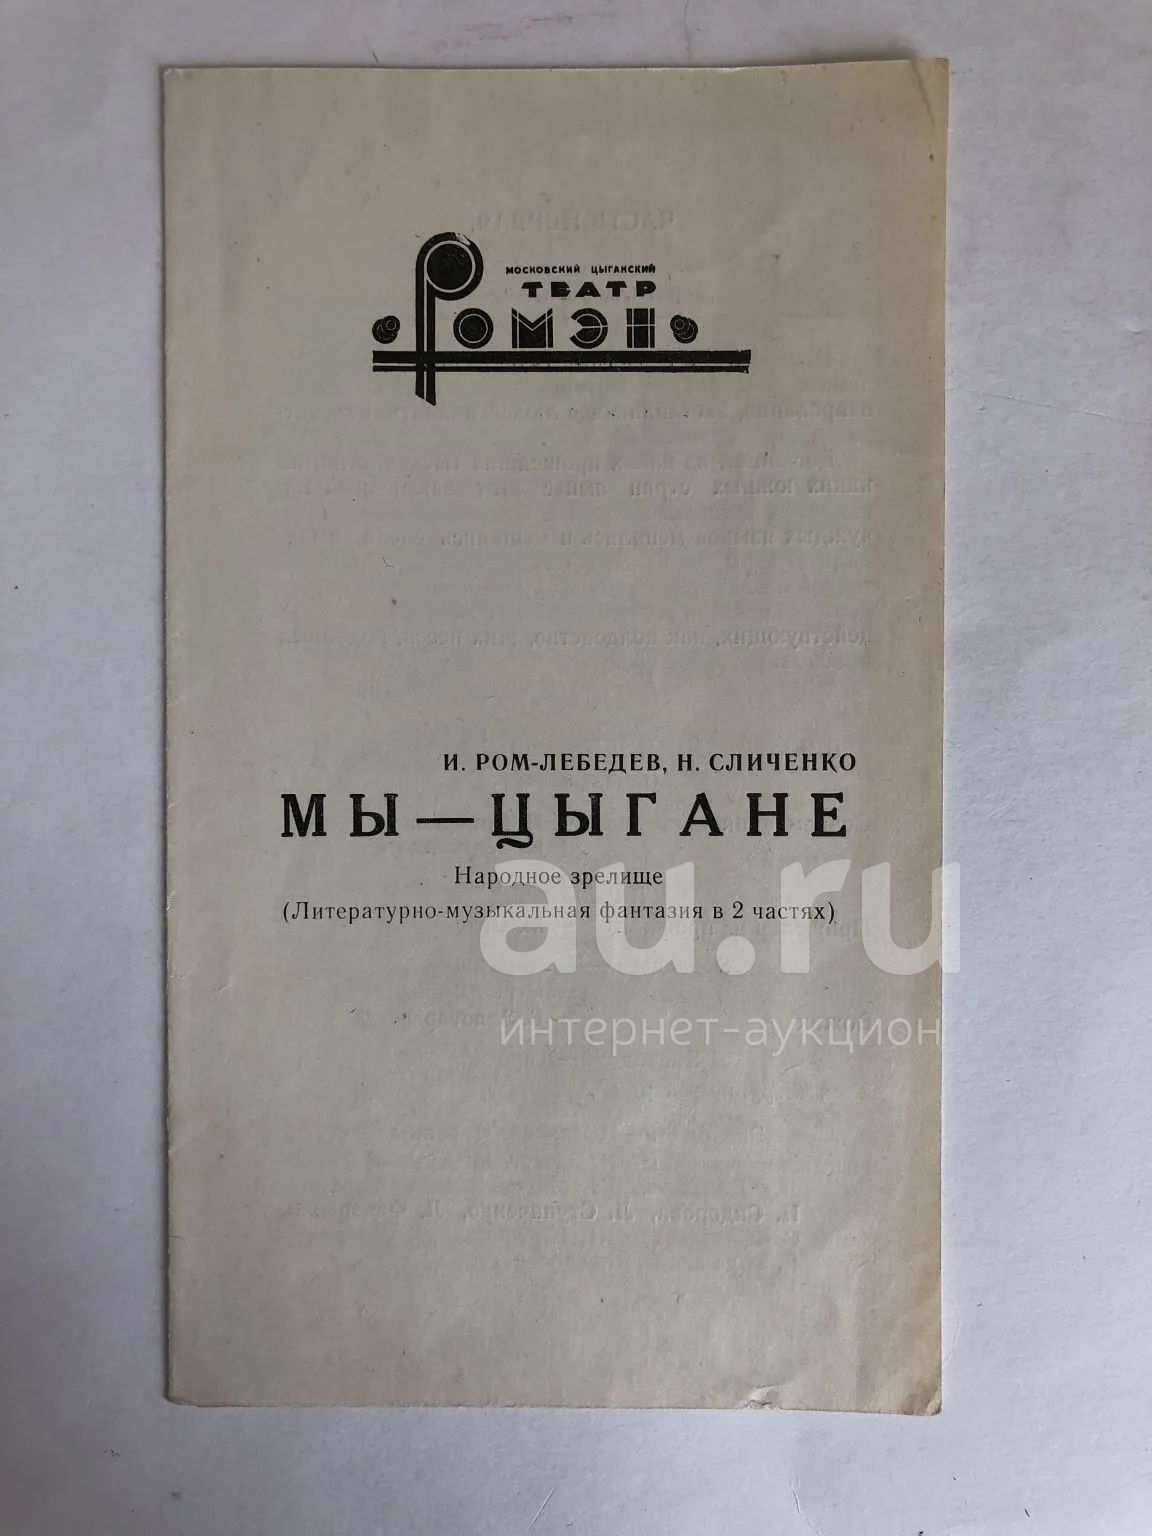 МОСКОВСКИЙ ЦЫГАНСКИЙ
ТЕАТР
РОМЭН
И. РОМ-ЛЕБЕДЕВ, Н. СЛИЧЕНКО
МЫ — ЦЫГАНЕ
Народное зрелище
(Литературно-музыкальная фантазия в 2 частях)
au.ru
интернет-аукцион